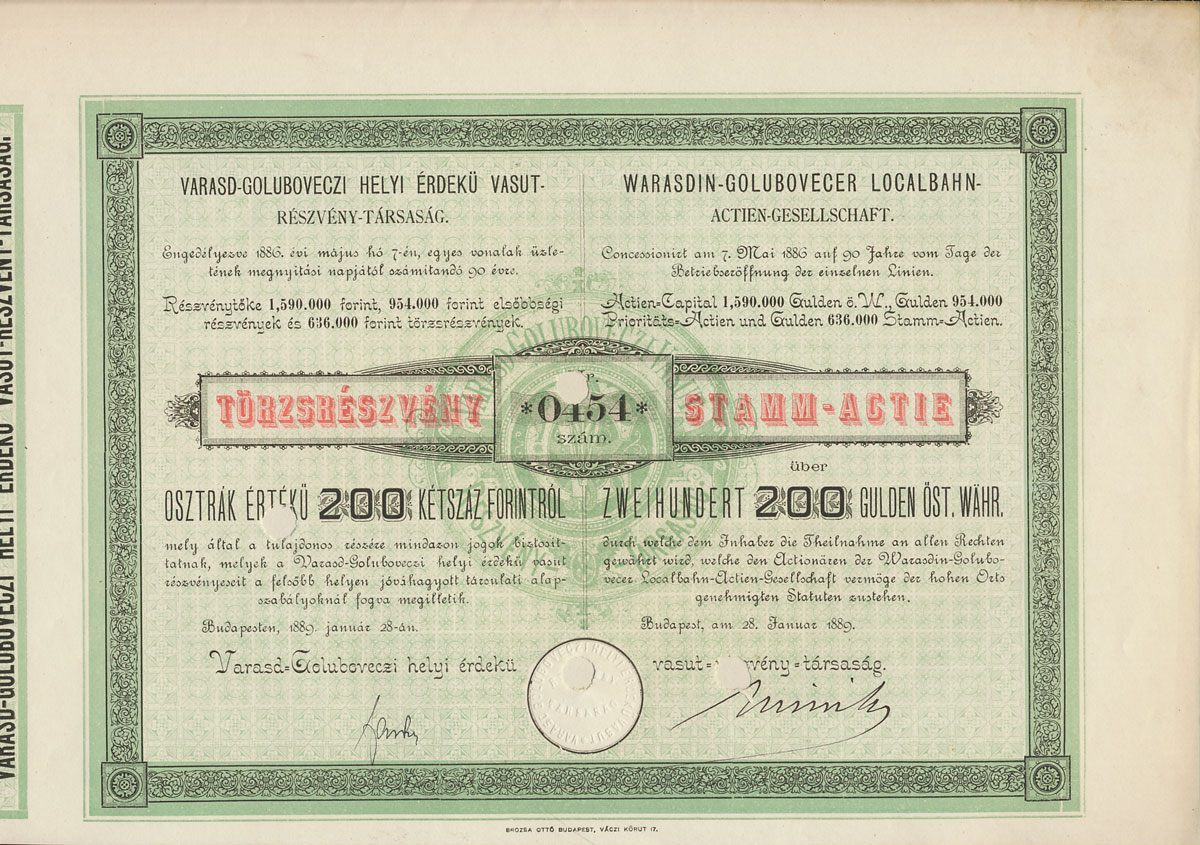 VARASD-GOLUBOVECZI HELYI ÉRDEKÜ VASUT-RÉSZVÉNY-TÁRSASÁG.
VARASD-GOLUBOVECZI HELYI ÉRDEKÜ VASUT-
RÉSZVÉNY-TÁRSASÁG.
Engedélyezve 1886. évi május hó 7-én, egyes vonalak üzle-
tének megnyitási napjától számitandó 90 évre.
Részvénytőke 1,590.000 forint, 954.000 forint elsőbbségi
részvények és 636.000 forint törzsrészvények.
WARASDIN-GOLUBOVECER LOCALBAHN-
ACTIEN-GESELLSCHAFT.
Concessionirt am 7. Mai 1886 auf 90 Jahre vom Tage der
Betriebseröffnung der einzelnen Linien.
Actien-Capital 1,590.000 Gulden ö. W., Gulden 954.000
Prioritäts-Actien und Gulden 636.000 Stamm-Actien.
TÖRZSRÉSZVÉNY
*0454*
szám.
STAMM-ACTIE
OSZTRÁK ÉRTÉKÜ 200 KÉTSZÁZ FORINTRÓL
mely által a tulajdonos részére mindazon jogok biztosit-
tatnak, melyek a Varasd-Goluboveczi helyi érdekü vasut
részvényeseit a felsőbb helyen jóváhagyott társulati alap-
szabályoknál fogva megilletik.
Budapesten, 1889. január 28-án.
über
ZWEIHUNDERT 200 GULDEN ÖST. WÄHR.
durch welche dem Inhaber die Theilnahme an allen Rechten
gewährt wird, welche den Actionären der Warasdin-Golubo-
vecer Localbahn-Actien-Gesellschaft vermöge der hohen Orts
genehmigten Statuten zustehen.
Budapest, am 28. Januar 1889.
Varasd-Goluboveczi helyi érdekü vasut- társaság.
BROZSA OTTÓ BUDAPEST, VÁCZI KÖRUT 17.